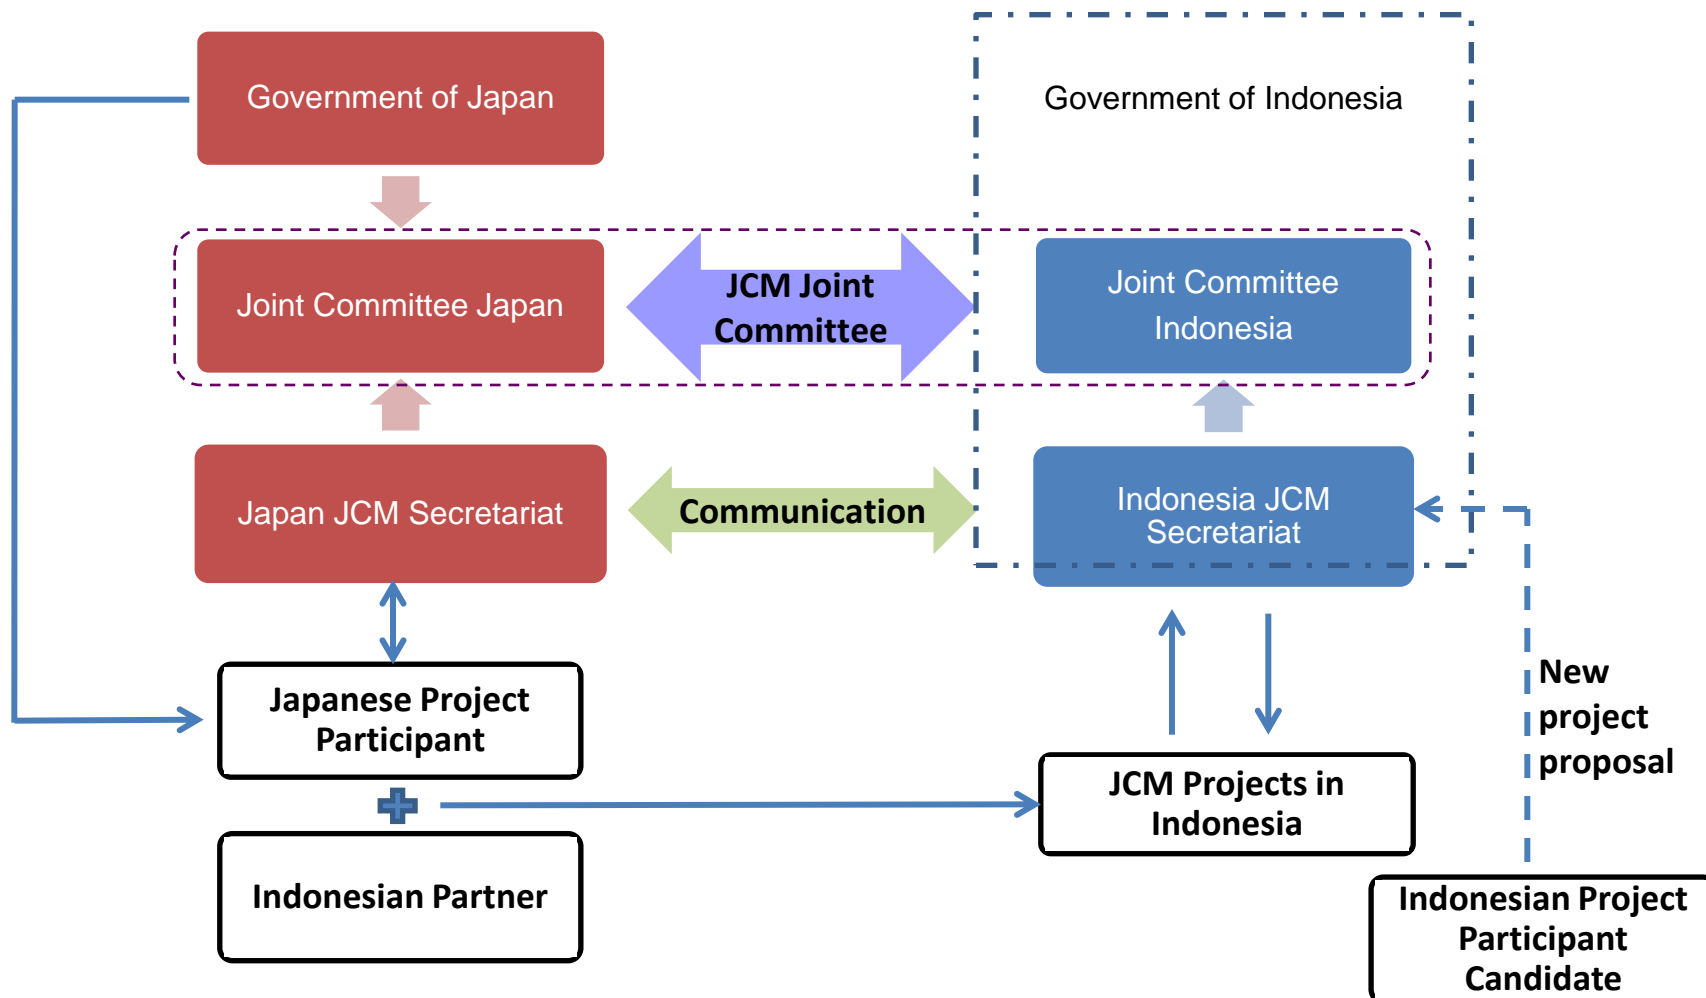 Government of Japan
Government of Indonesia
Joint Committee Japan
JCM Joint
Committee
Joint Committee
Indonesia
Japan JCM Secretariat
Communication
Indonesia JCM
Secretariat
New
project
proposal
Japanese Project
Participant
JCM Projects in
Indonesia
Indonesian Partner
Indonesian Project
Participant
Candidate